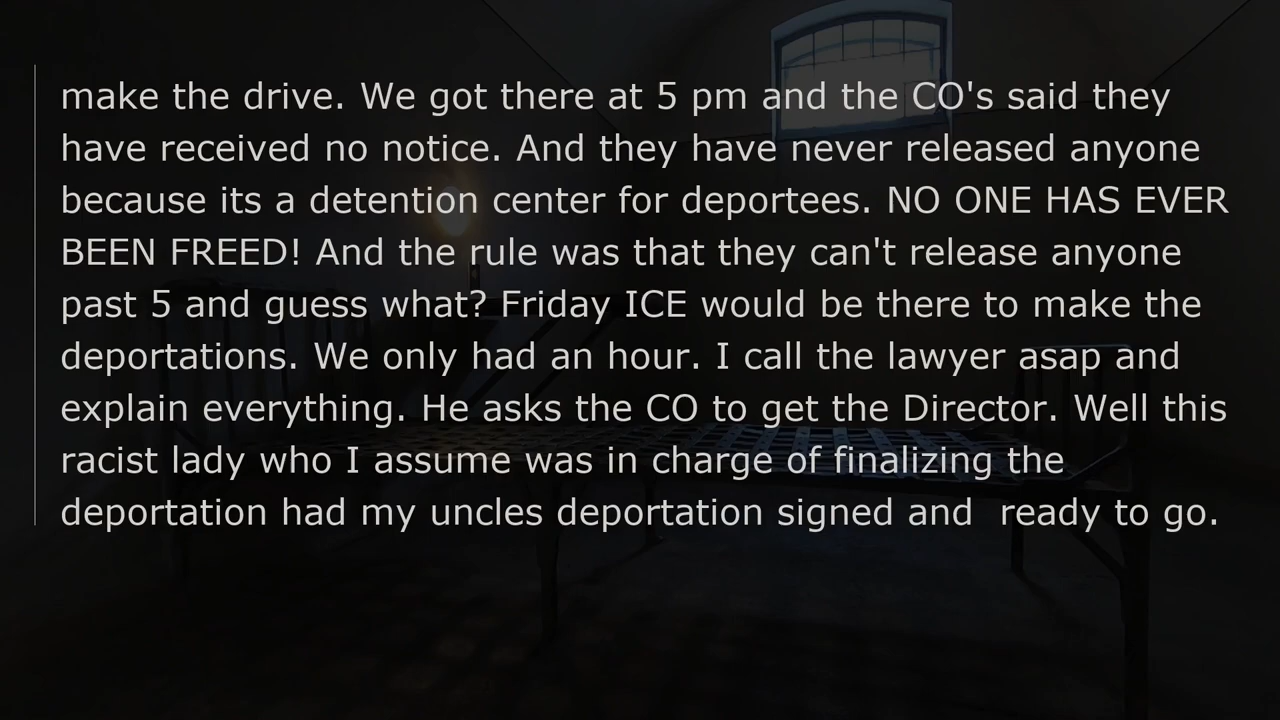 make the drive. We got there at 5 pm and the CO's said they
have received no notice. And they have never released anyone
because its a detention center for deportees. NO ONE HAS EVER
BEEN FREED! And the rule was that they can't release anyone
past 5 and guess what? Friday ICE would be there to make the
deportations. We only had an hour. I call the lawyer asap and
explain everything. He asks the CO to get the Director. Well this
racist lady who I assume was in charge of finalizing the
deportation had my uncles deportation signed and  ready to go.